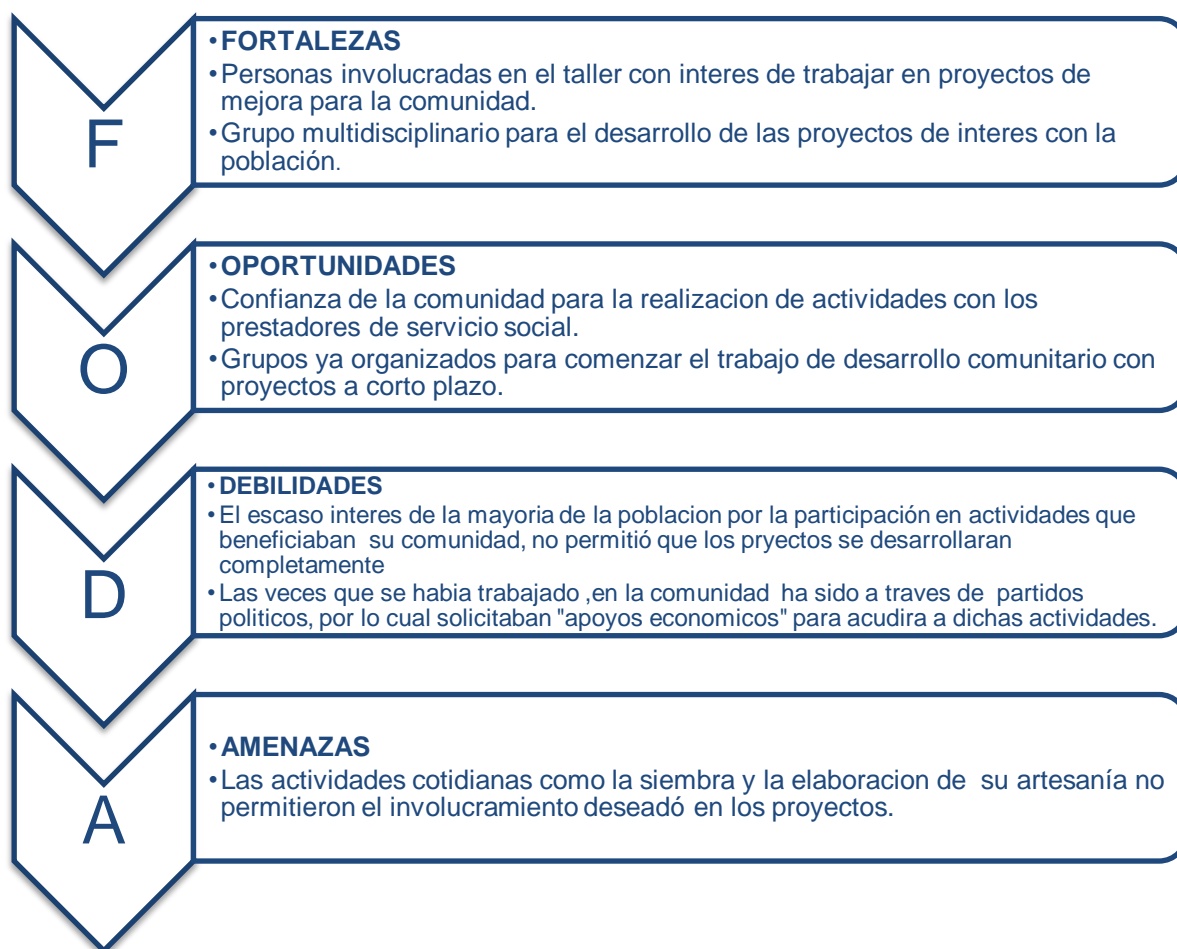 F
•FORTALEZAS
•Personas involucradas en el taller con interes de trabajar en proyectos de
mejora para la comunidad.
•Grupo multidisciplinario para el desarrollo de las proyectos de interes con la
población.
O
•OPORTUNIDADES
•Confianza de la comunidad para la realizacion de actividades con los
prestadores de servicio social.
•Grupos ya organizados para comenzar el trabajo de desarrollo comunitario con
proyectos a corto plazo.
D
•DEBILIDADES
•El escaso interes de la mayoria de la poblacion por la participación en actividades que
beneficiaban su comunidad, no permitió que los pryectos se desarrollaran
completamente
•Las veces que se habia trabajado ,en la comunidad ha sido a traves de partidos
politicos, por lo cual solicitaban "apoyos economicos" para acudira a dichas actividades.
A
•AMENAZAS
•Las actividades cotidianas como la siembra y la elaboracion de su artesanía no
permitieron el involucramiento deseadó en los proyectos.